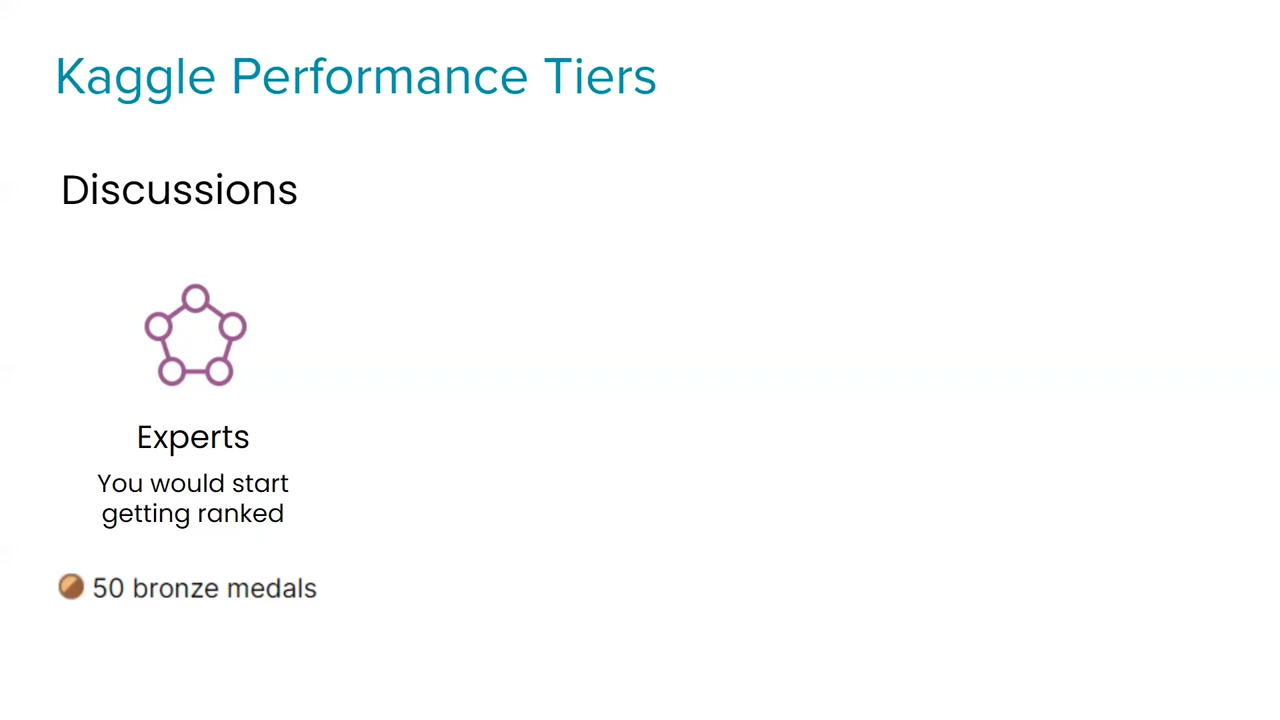 Kaggle Performance Tiers
Discussions
Experts
You would start
getting ranked
50 bronze medals